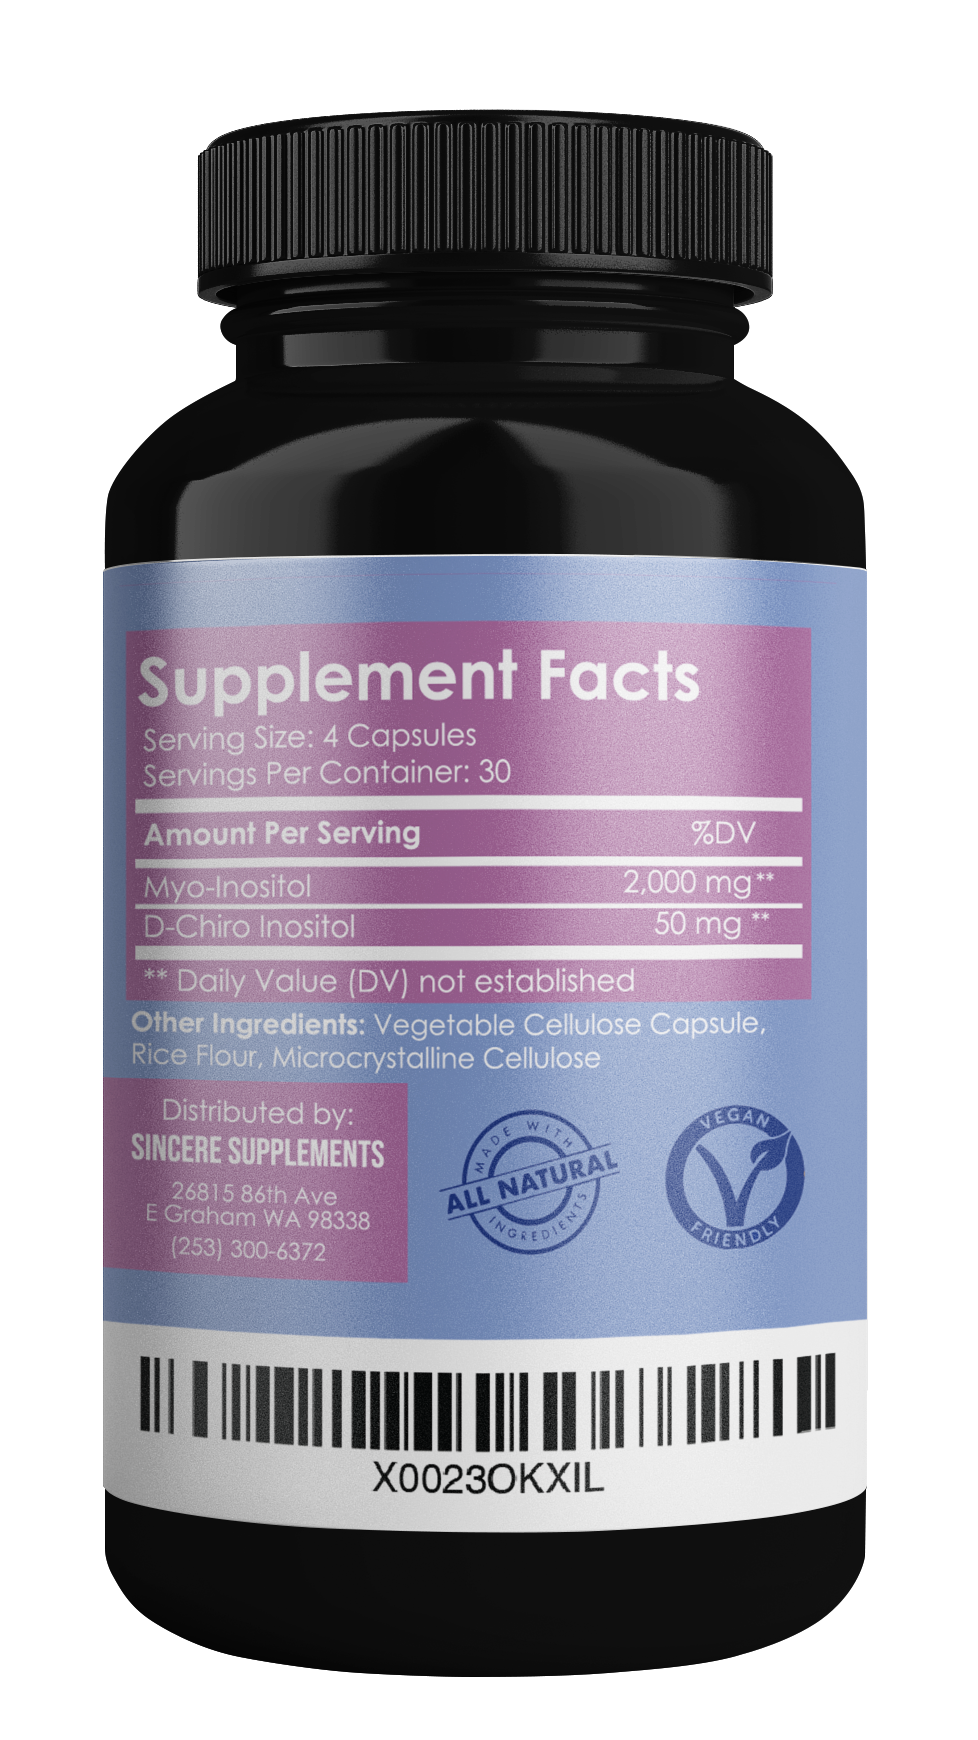 Supplement Facts
Serving Size: 4 Capsules
Servings Per Container: 30
Amount Per Serving %DV
Myo-Inositol 2,000 mg**
D-Chiro Inositol 50 mg **
** Daily Value (DV) not established
Other Ingredients: Vegetable Cellulose Capsule,
Rice Flour, Microcrystalline Cellulose
Distributed by:
SINCERE SUPPLEMENTS
26815 86th Ave
E Graham WA 98338
(253) 300-6372
MADE WITH
ALL NATURAL
INGREDIENTS
VEGAN
FRIENDLY
X0023OKXIL